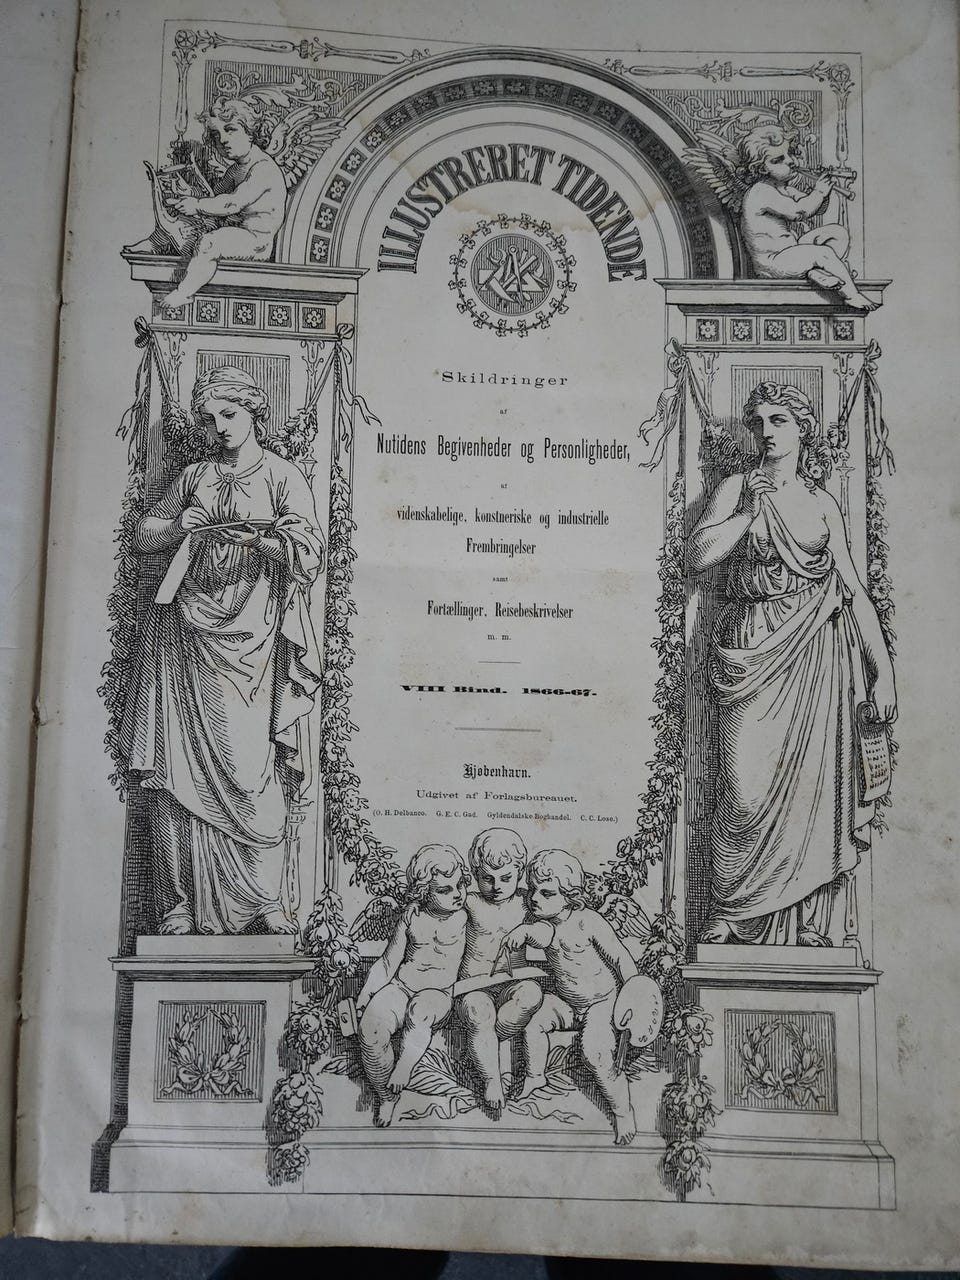 ILLUSTRERET TIDENDE
Skildringer
af
Nutidens Begivenheder og Personligheder,
af
videnskabelige, konstneriske og industrielle
Frembringelser
samt
Fortællinger, Reisebeskrivelser
m. m.
VIII Bind. 1866-67.
Kjøbenhavn.
Udgivet af Forlagsbureauet.
(O. H. Delbanco. G. E. C. Gad. Gyldendalske Boghandel. C. C. Lose.)